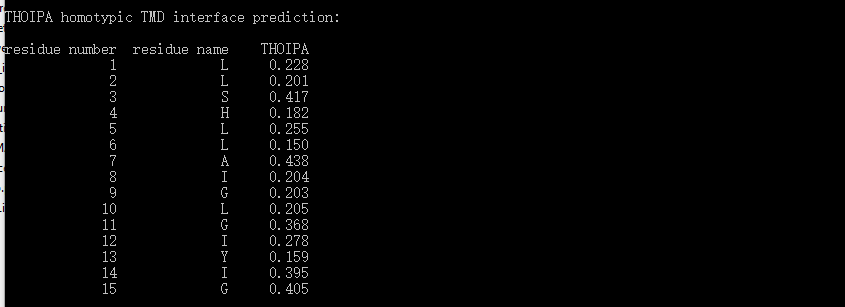 THOIPA homotypic TMD interface prediction:
residue number residue name THOIPA
1 L 0.228
2 L 0.201
3 S 0.417
4 H 0.182
5 L 0.255
6 L 0.150
7 A 0.438
8 I 0.204
9 G 0.203
10 L 0.205
11 G 0.368
12 I 0.278
13 Y 0.159
14 I 0.395
15 G 0.405